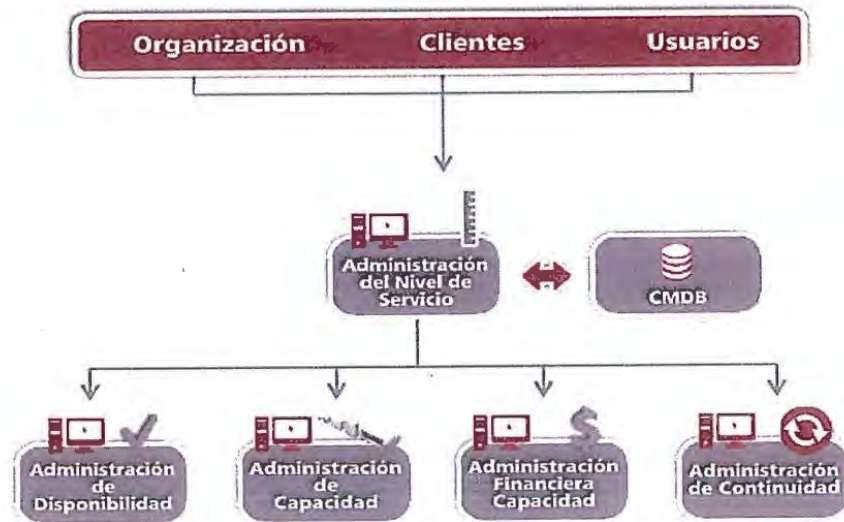 Organización Clientes Usuarios
Administración
del Nivel de
Servicio
CMDB
Administración
de
Disponibilidad
Administración
de
Capacidad
Administración
Financiera
Capacidad
Administración
de Continuidad